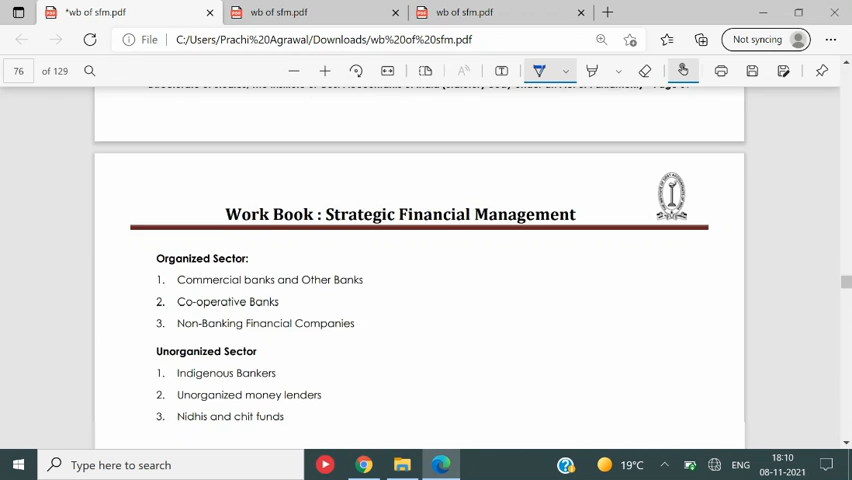 *wb of sfm.pdf
wb of sfm.pdf
wb of sfm.pdf
File
C:/Users/Prachi%20Agrawal/Downloads/wb%20of%20sfm.pdf
Not syncing
76 of 129
Work Book : Strategic Financial Management
Organized Sector:
1. Commercial banks and Other Banks
2. Co-operative Banks
3. Non-Banking Financial Companies
Unorganized Sector
1. Indigenous Bankers
2. Unorganized money lenders
3. Nidhis and chit funds
Type here to search
19°C
ENG
18:10
08-11-2021